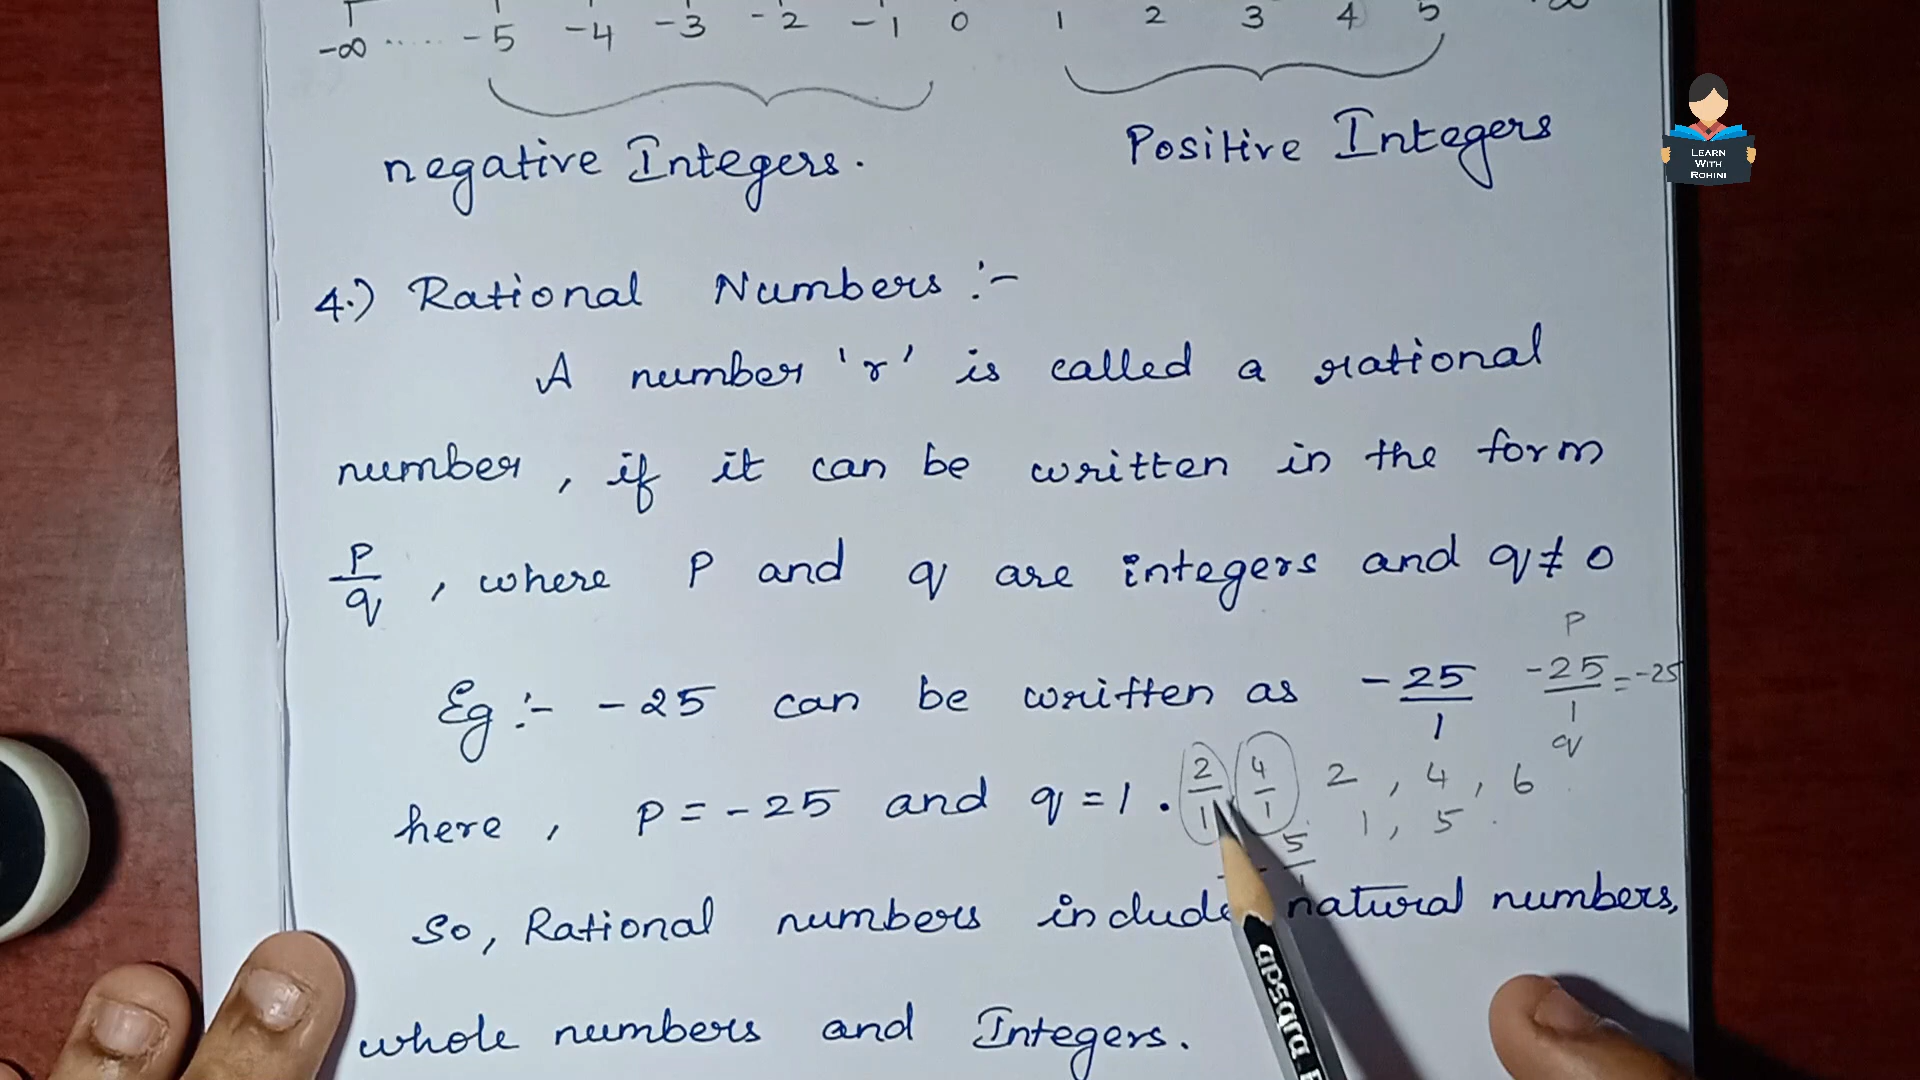 -∞ ..... -5 -4 -3 -2 -1 0 1 2 3 4 5
negative Integers. Positive Integers
LEARN
WITH
ROHINI
4.) Rational Numbers :-
A number 'r' is called a rational
number, if it can be written in the form
p/q, where p and q are integers and q ≠ 0
Eg :- -25 can be written as -25/1
p
-25/1 = -25
q
here, p = -25 and q = 1.
2/1 4/1 2, 4, 6
1, 5
So, Rational numbers include natural numbers,
whole numbers and Integers.
apsara